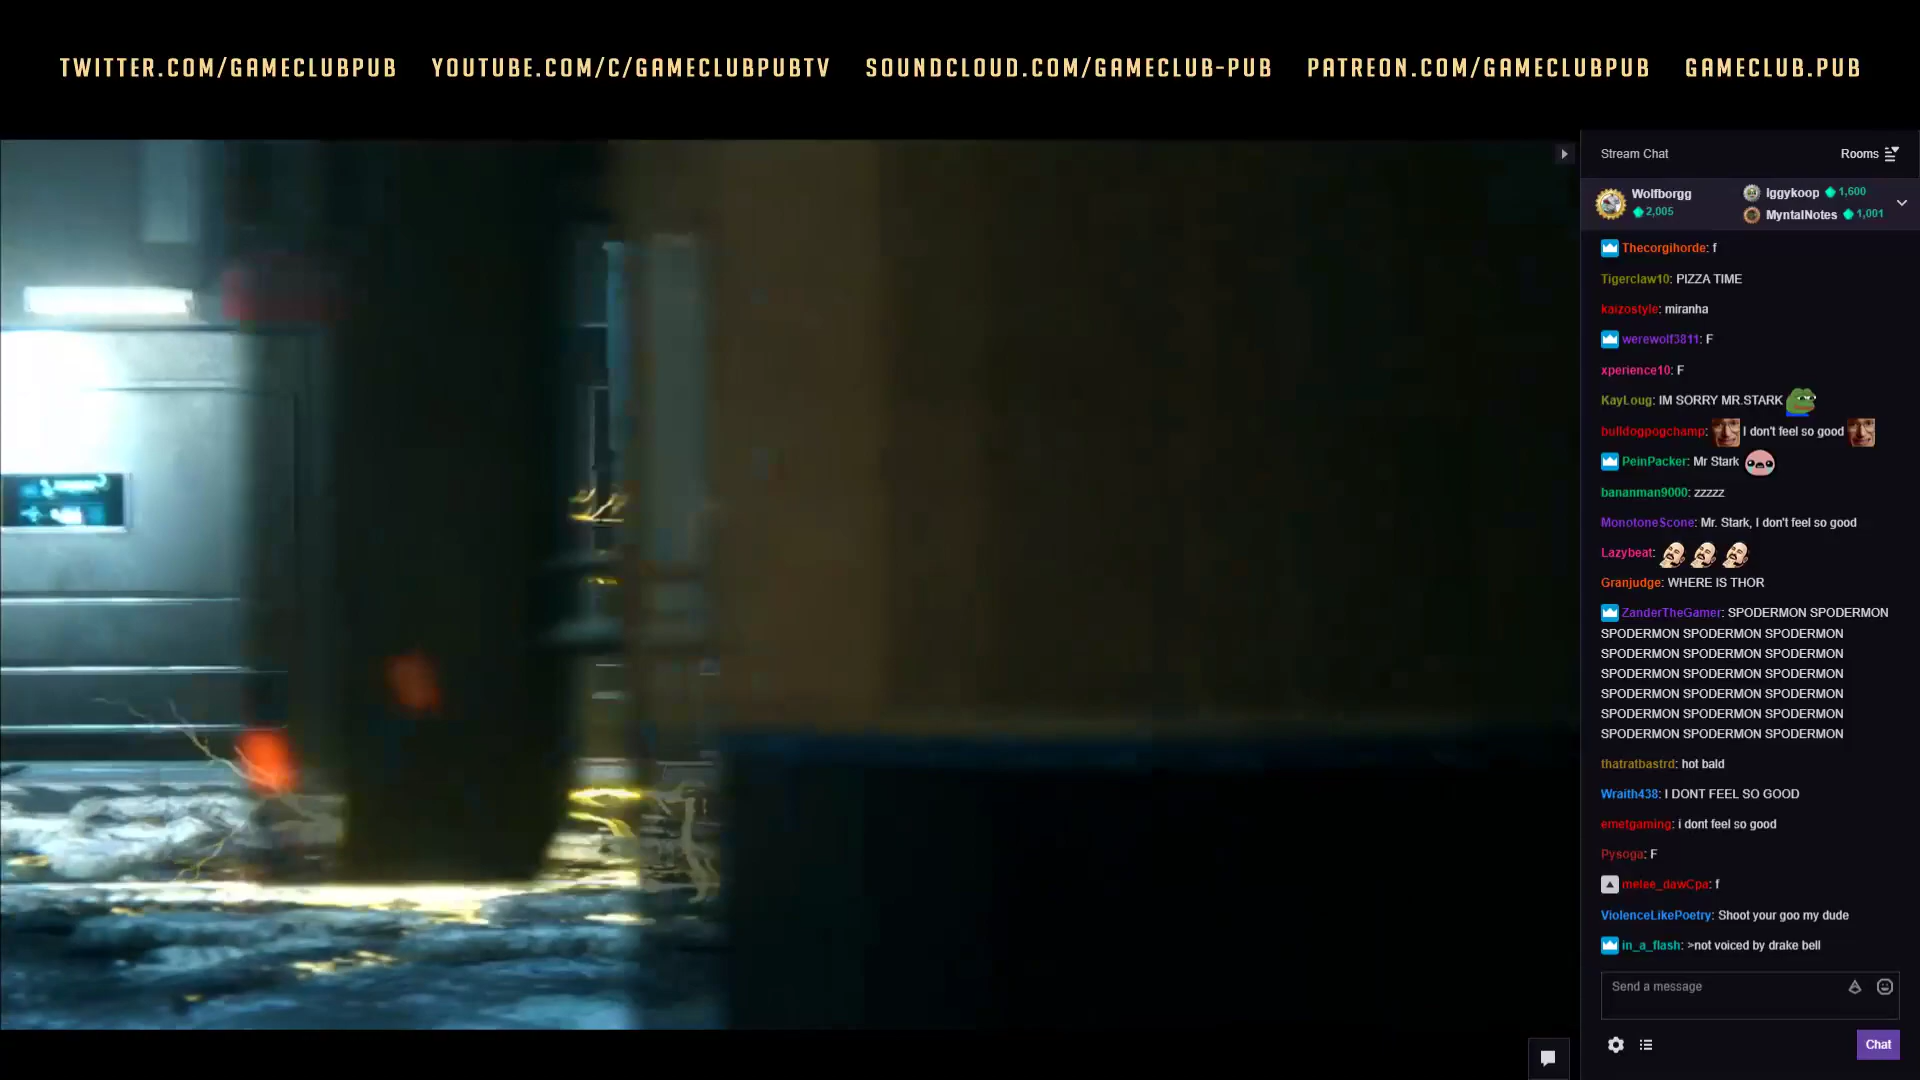 TWITTER.COM/GAMECLUBPUB YOUTUBE.COM/C/GAMECLUBPUBTV SOUNDCLOUD.COM/GAMECLUB-PUB PATREON.COM/GAMECLUBPUB GAMECLUB.PUB
Stream Chat Rooms
Wolfborgg 2,005
Iggykoop 1,600
MyntalNotes 1,001
Thecorgihorde: f
Tigerclaw10: PIZZA TIME
kaizostyle: miranha
werewolf3811: F
xperience10: F
KayLoug: IM SORRY MR.STARK
bulldogpogchamp: I don't feel so good
PeinPacker: Mr Stark
bananman9000: zzzzz
MonotoneScone: Mr. Stark, I don't feel so good
Lazybeat:
Granjudge: WHERE IS THOR
ZanderTheGamer: SPODERMON SPODERMON
SPODERMON SPODERMON SPODERMON
SPODERMON SPODERMON SPODERMON
SPODERMON SPODERMON SPODERMON
SPODERMON SPODERMON SPODERMON
SPODERMON SPODERMON SPODERMON
SPODERMON SPODERMON SPODERMON
thatratbastrd: hot bald
Wraith438: I DONT FEEL SO GOOD
emetgaming: i dont feel so good
Pysoga: F
melee_dawCpa: f
ViolenceLikePoetry: Shoot your goo my dude
in_a_flash: >not voiced by drake bell
Send a message
Chat